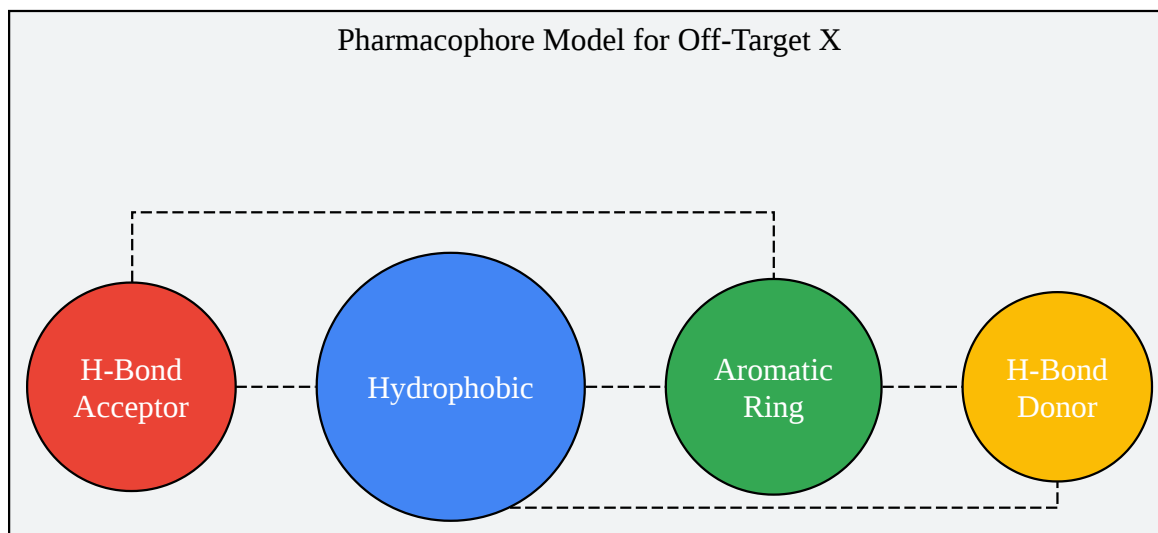 Pharmacophore Model for Off-Target X
H-Bond
Acceptor
Hydrophobic
Aromatic
Ring
H-Bond
Donor